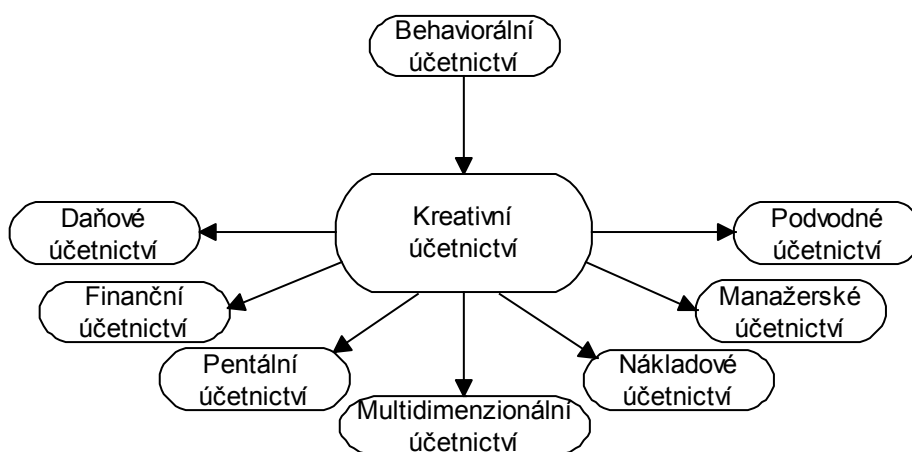 Behaviorální
účetnictví
Kreativní
účetnictví
Daňové
účetnictví
Podvodné
účetnictví
Finanční
účetnictví
Manažerské
účetnictví
Pentální
účetnictví
Nákladové
účetnictví
Multidimenzionální
účetnictví